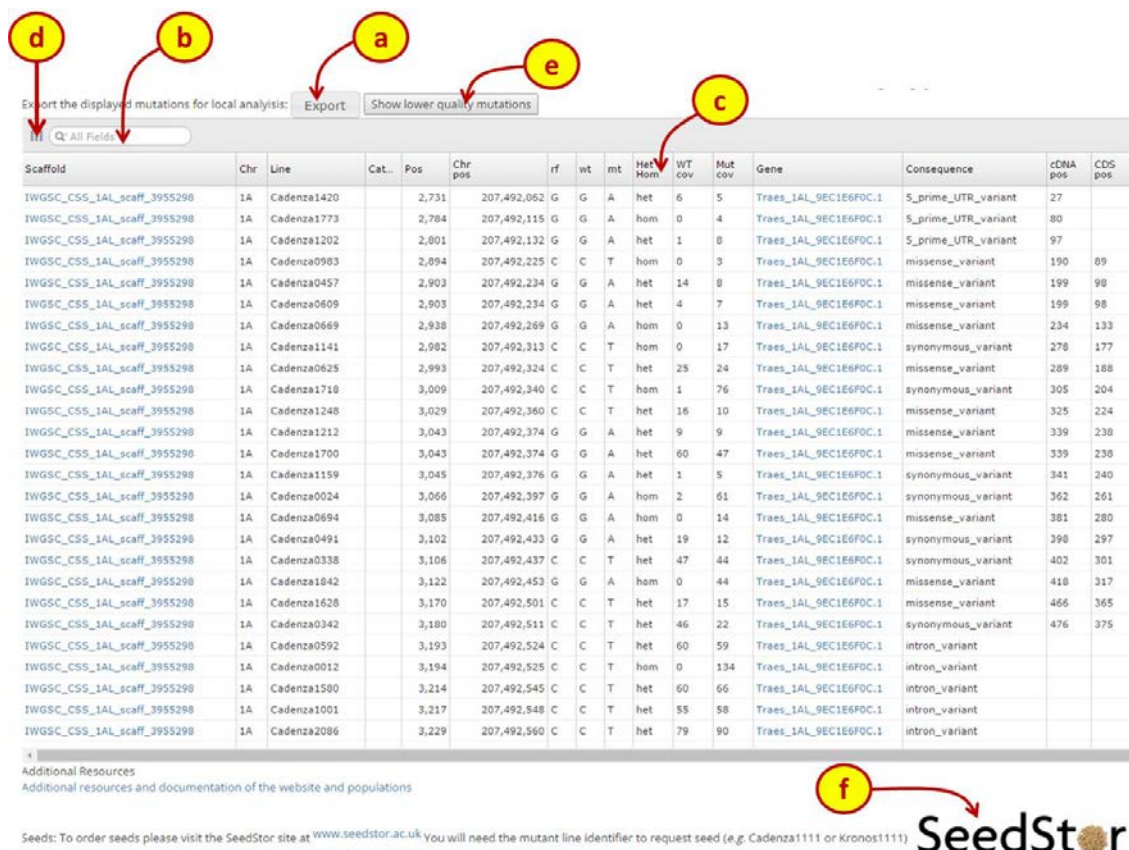 d
b
a
e
c
Export the displayed mutations for local analyisis: Export Show lower quality mutations
All Fields
Scaffold Chr Line Cat... Pos Chr pos rf wt mt Het Hom WT cov Mut cov Gene Consequence cDNA pos CDS pos
IWGSC_CSS_1AL_scaff_3955298 1A Cadenza1420 2,731 207,492,062 G G A het 6 5 Traes_1AL_9EC1E6F0C.1 5_prime_UTR_variant 27
IWGSC_CSS_1AL_scaff_3955298 1A Cadenza1773 2,784 207,492,115 G G A hom 0 4 Traes_1AL_9EC1E6F0C.1 5_prime_UTR_variant 80
IWGSC_CSS_1AL_scaff_3955298 1A Cadenza1202 2,801 207,492,132 G G A het 1 8 Traes_1AL_9EC1E6F0C.1 5_prime_UTR_variant 97
IWGSC_CSS_1AL_scaff_3955298 1A Cadenza0983 2,894 207,492,225 C C T hom 0 3 Traes_1AL_9EC1E6F0C.1 missense_variant 190 89
IWGSC_CSS_1AL_scaff_3955298 1A Cadenza0457 2,903 207,492,234 G G A het 14 8 Traes_1AL_9EC1E6F0C.1 missense_variant 199 98
IWGSC_CSS_1AL_scaff_3955298 1A Cadenza0609 2,903 207,492,234 G G A het 4 7 Traes_1AL_9EC1E6F0C.1 missense_variant 199 98
IWGSC_CSS_1AL_scaff_3955298 1A Cadenza0669 2,938 207,492,269 G G A hom 0 13 Traes_1AL_9EC1E6F0C.1 missense_variant 234 133
IWGSC_CSS_1AL_scaff_3955298 1A Cadenza1141 2,982 207,492,313 C C T hom 0 17 Traes_1AL_9EC1E6F0C.1 synonymous_variant 278 177
IWGSC_CSS_1AL_scaff_3955298 1A Cadenza0625 2,993 207,492,324 C C T het 25 24 Traes_1AL_9EC1E6F0C.1 missense_variant 289 188
IWGSC_CSS_1AL_scaff_3955298 1A Cadenza1718 3,009 207,492,340 C C T hom 1 76 Traes_1AL_9EC1E6F0C.1 synonymous_variant 305 204
IWGSC_CSS_1AL_scaff_3955298 1A Cadenza1248 3,029 207,492,360 C C T het 16 10 Traes_1AL_9EC1E6F0C.1 missense_variant 325 224
IWGSC_CSS_1AL_scaff_3955298 1A Cadenza1212 3,043 207,492,374 G G A het 9 9 Traes_1AL_9EC1E6F0C.1 missense_variant 339 238
IWGSC_CSS_1AL_scaff_3955298 1A Cadenza1700 3,043 207,492,374 G G A het 60 47 Traes_1AL_9EC1E6F0C.1 missense_variant 339 238
IWGSC_CSS_1AL_scaff_3955298 1A Cadenza1159 3,045 207,492,376 G G A het 1 5 Traes_1AL_9EC1E6F0C.1 synonymous_variant 341 240
IWGSC_CSS_1AL_scaff_3955298 1A Cadenza0024 3,066 207,492,397 G G A hom 2 61 Traes_1AL_9EC1E6F0C.1 synonymous_variant 362 261
IWGSC_CSS_1AL_scaff_3955298 1A Cadenza0694 3,085 207,492,416 G G A hom 0 14 Traes_1AL_9EC1E6F0C.1 missense_variant 381 280
IWGSC_CSS_1AL_scaff_3955298 1A Cadenza0491 3,102 207,492,433 G G A het 19 12 Traes_1AL_9EC1E6F0C.1 synonymous_variant 398 297
IWGSC_CSS_1AL_scaff_3955298 1A Cadenza0338 3,106 207,492,437 C C T het 47 44 Traes_1AL_9EC1E6F0C.1 synonymous_variant 402 301
IWGSC_CSS_1AL_scaff_3955298 1A Cadenza1842 3,122 207,492,453 G G A hom 0 44 Traes_1AL_9EC1E6F0C.1 missense_variant 418 317
IWGSC_CSS_1AL_scaff_3955298 1A Cadenza1628 3,170 207,492,501 C C T het 17 15 Traes_1AL_9EC1E6F0C.1 missense_variant 466 365
IWGSC_CSS_1AL_scaff_3955298 1A Cadenza0342 3,180 207,492,511 C C T het 46 22 Traes_1AL_9EC1E6F0C.1 synonymous_variant 476 375
IWGSC_CSS_1AL_scaff_3955298 1A Cadenza0592 3,193 207,492,524 C C T het 60 59 Traes_1AL_9EC1E6F0C.1 intron_variant
IWGSC_CSS_1AL_scaff_3955298 1A Cadenza0012 3,194 207,492,525 C C T hom 0 134 Traes_1AL_9EC1E6F0C.1 intron_variant
IWGSC_CSS_1AL_scaff_3955298 1A Cadenza1580 3,214 207,492,545 C C T het 60 66 Traes_1AL_9EC1E6F0C.1 intron_variant
IWGSC_CSS_1AL_scaff_3955298 1A Cadenza1001 3,217 207,492,548 C C T het 55 58 Traes_1AL_9EC1E6F0C.1 intron_variant
IWGSC_CSS_1AL_scaff_3955298 1A Cadenza2086 3,229 207,492,560 C C T het 79 90 Traes_1AL_9EC1E6F0C.1 intron_variant
Additional Resources
Additional resources and documentation of the website and populations
f
Seeds: To order seeds please visit the SeedStor site at www.seedstor.ac.uk You will need the mutant line identifier to request seed (e.g. Cadenza1111 or Kronos1111)
SeedStor